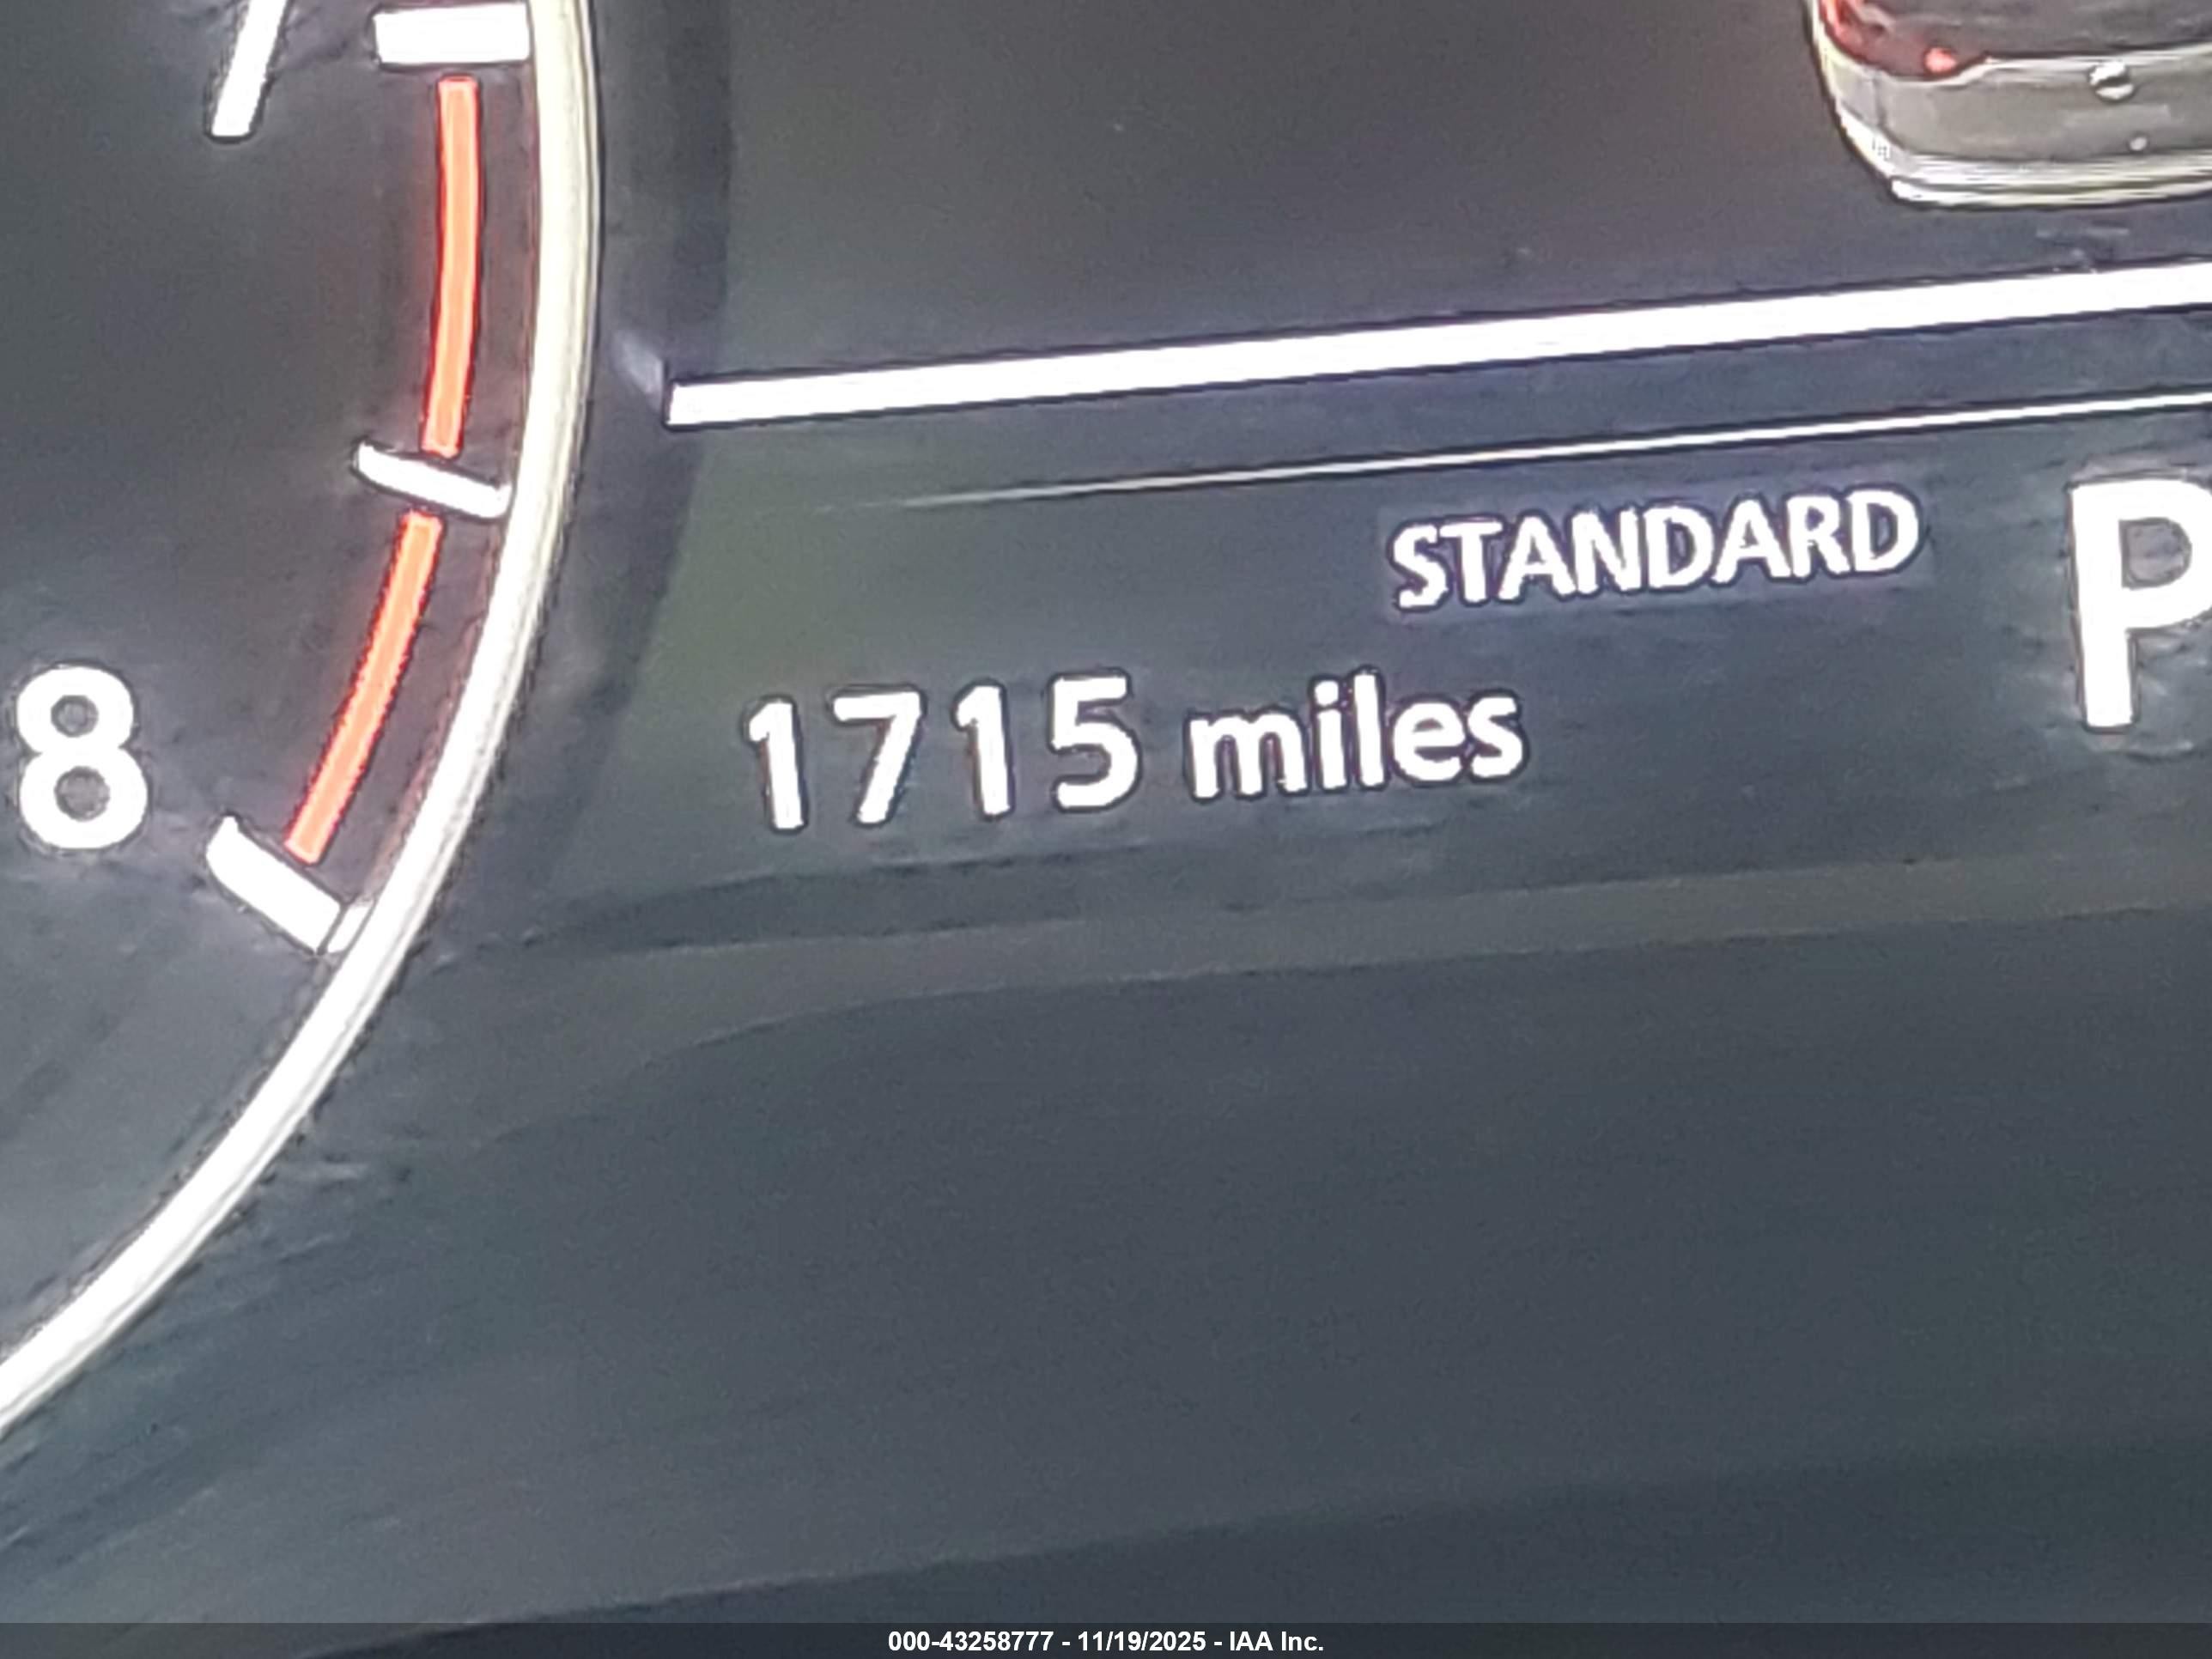 STANDARD
P
1715 miles
8
000-43258777 - 11/19/2025 - IAA Inc.